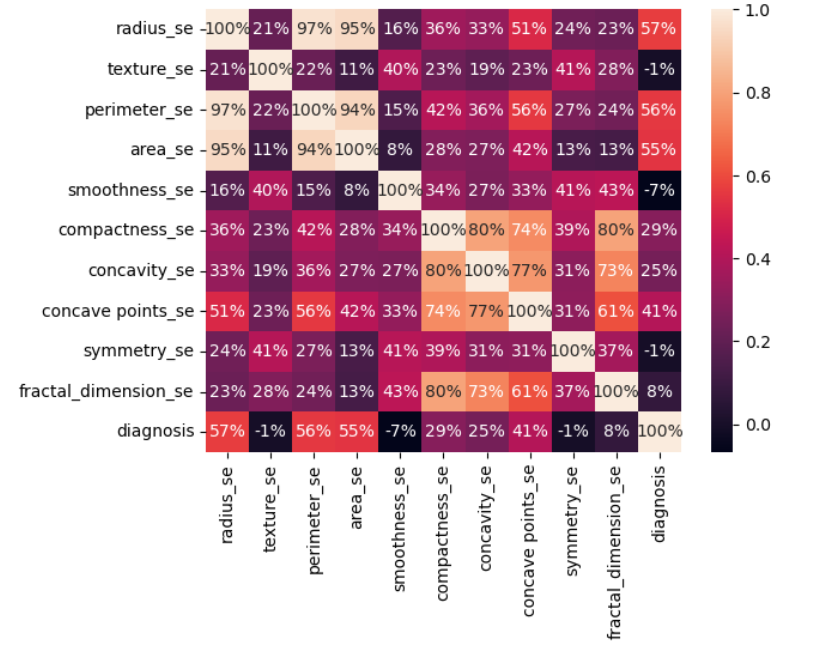 radius_se 100% 21% 97% 95% 16% 36% 33% 51% 24% 23% 57%
texture_se 21% 100% 22% 11% 40% 23% 19% 23% 41% 28% -1%
perimeter_se 97% 22% 100% 94% 15% 42% 36% 56% 27% 24% 56%
area_se 95% 11% 94% 100% 8% 28% 27% 42% 13% 13% 55%
smoothness_se 16% 40% 15% 8% 100% 34% 27% 33% 41% 43% -7%
compactness_se 36% 23% 42% 28% 34% 100% 80% 74% 39% 80% 29%
concavity_se 33% 19% 36% 27% 27% 80% 100% 77% 31% 73% 25%
concave points_se 51% 23% 56% 42% 33% 74% 77% 100% 31% 61% 41%
symmetry_se 24% 41% 27% 13% 41% 39% 31% 31% 100% 37% -1%
fractal_dimension_se 23% 28% 24% 13% 43% 80% 73% 61% 37% 100% 8%
diagnosis 57% -1% 56% 55% -7% 29% 25% 41% -1% 8% 100%
radius_se
texture_se
perimeter_se
area_se
smoothness_se
compactness_se
concavity_se
concave points_se
symmetry_se
fractal_dimension_se
diagnosis
1.0
0.8
0.6
0.4
0.2
0.0